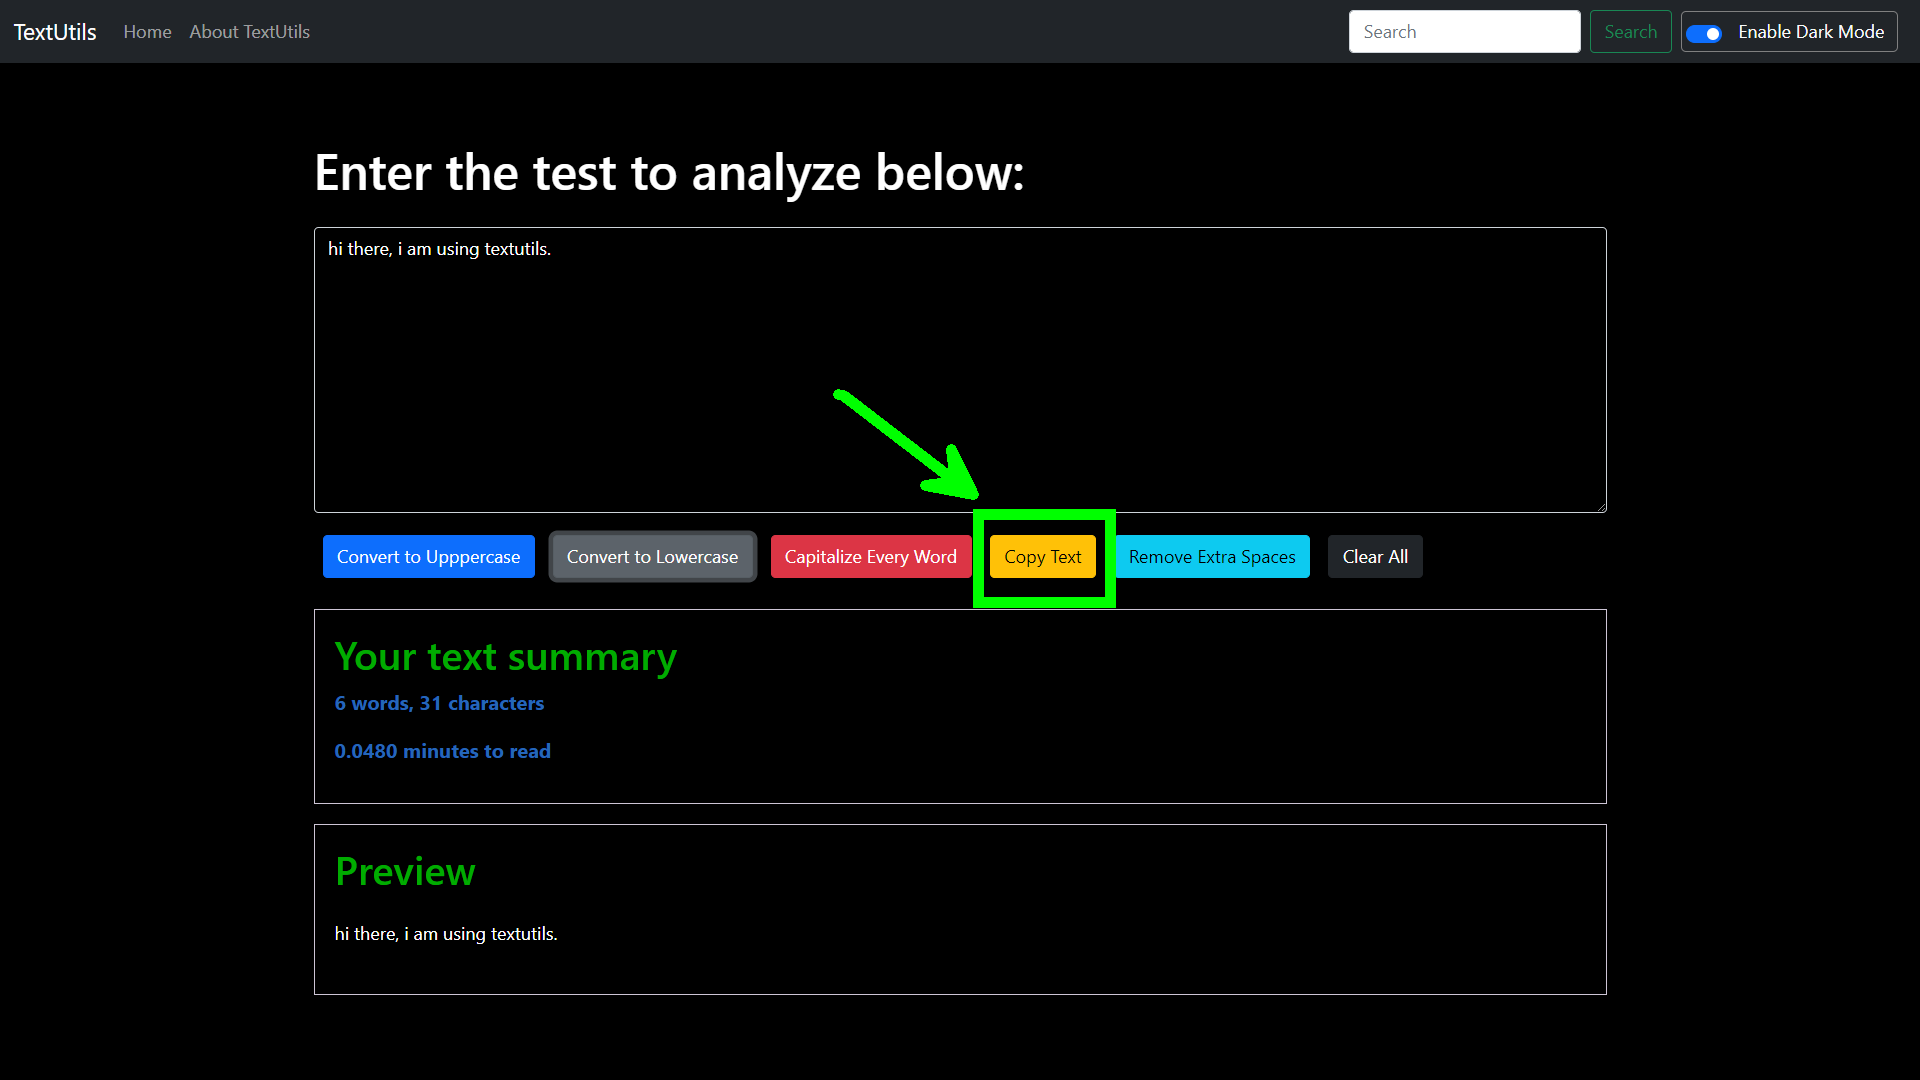 TextUtils Home About TextUtils Search Search Enable Dark Mode
Enter the test to analyze below:
hi there, i am using textutils.
Convert to Upppercase Convert to Lowercase Capitalize Every Word Copy Text Remove Extra Spaces Clear All
Your text summary
6 words, 31 characters
0.0480 minutes to read
Preview
hi there, i am using textutils.